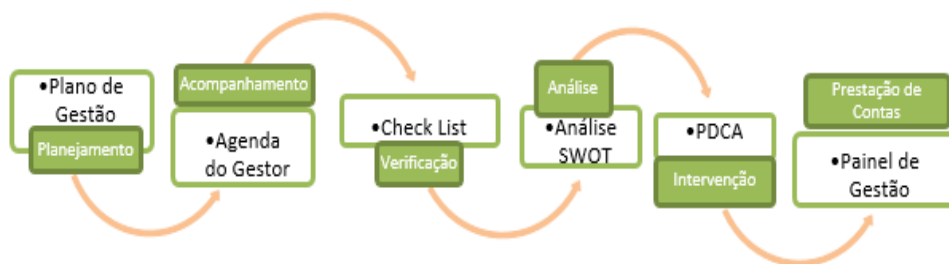 •Plano de
Gestão
Planejamento
Acompanhamento
•Agenda
do Gestor
•Check List
Verificação
Análise
•Análise
SWOT
•PDCA
Intervenção
Prestação de
Contas
•Painel de
Gestão